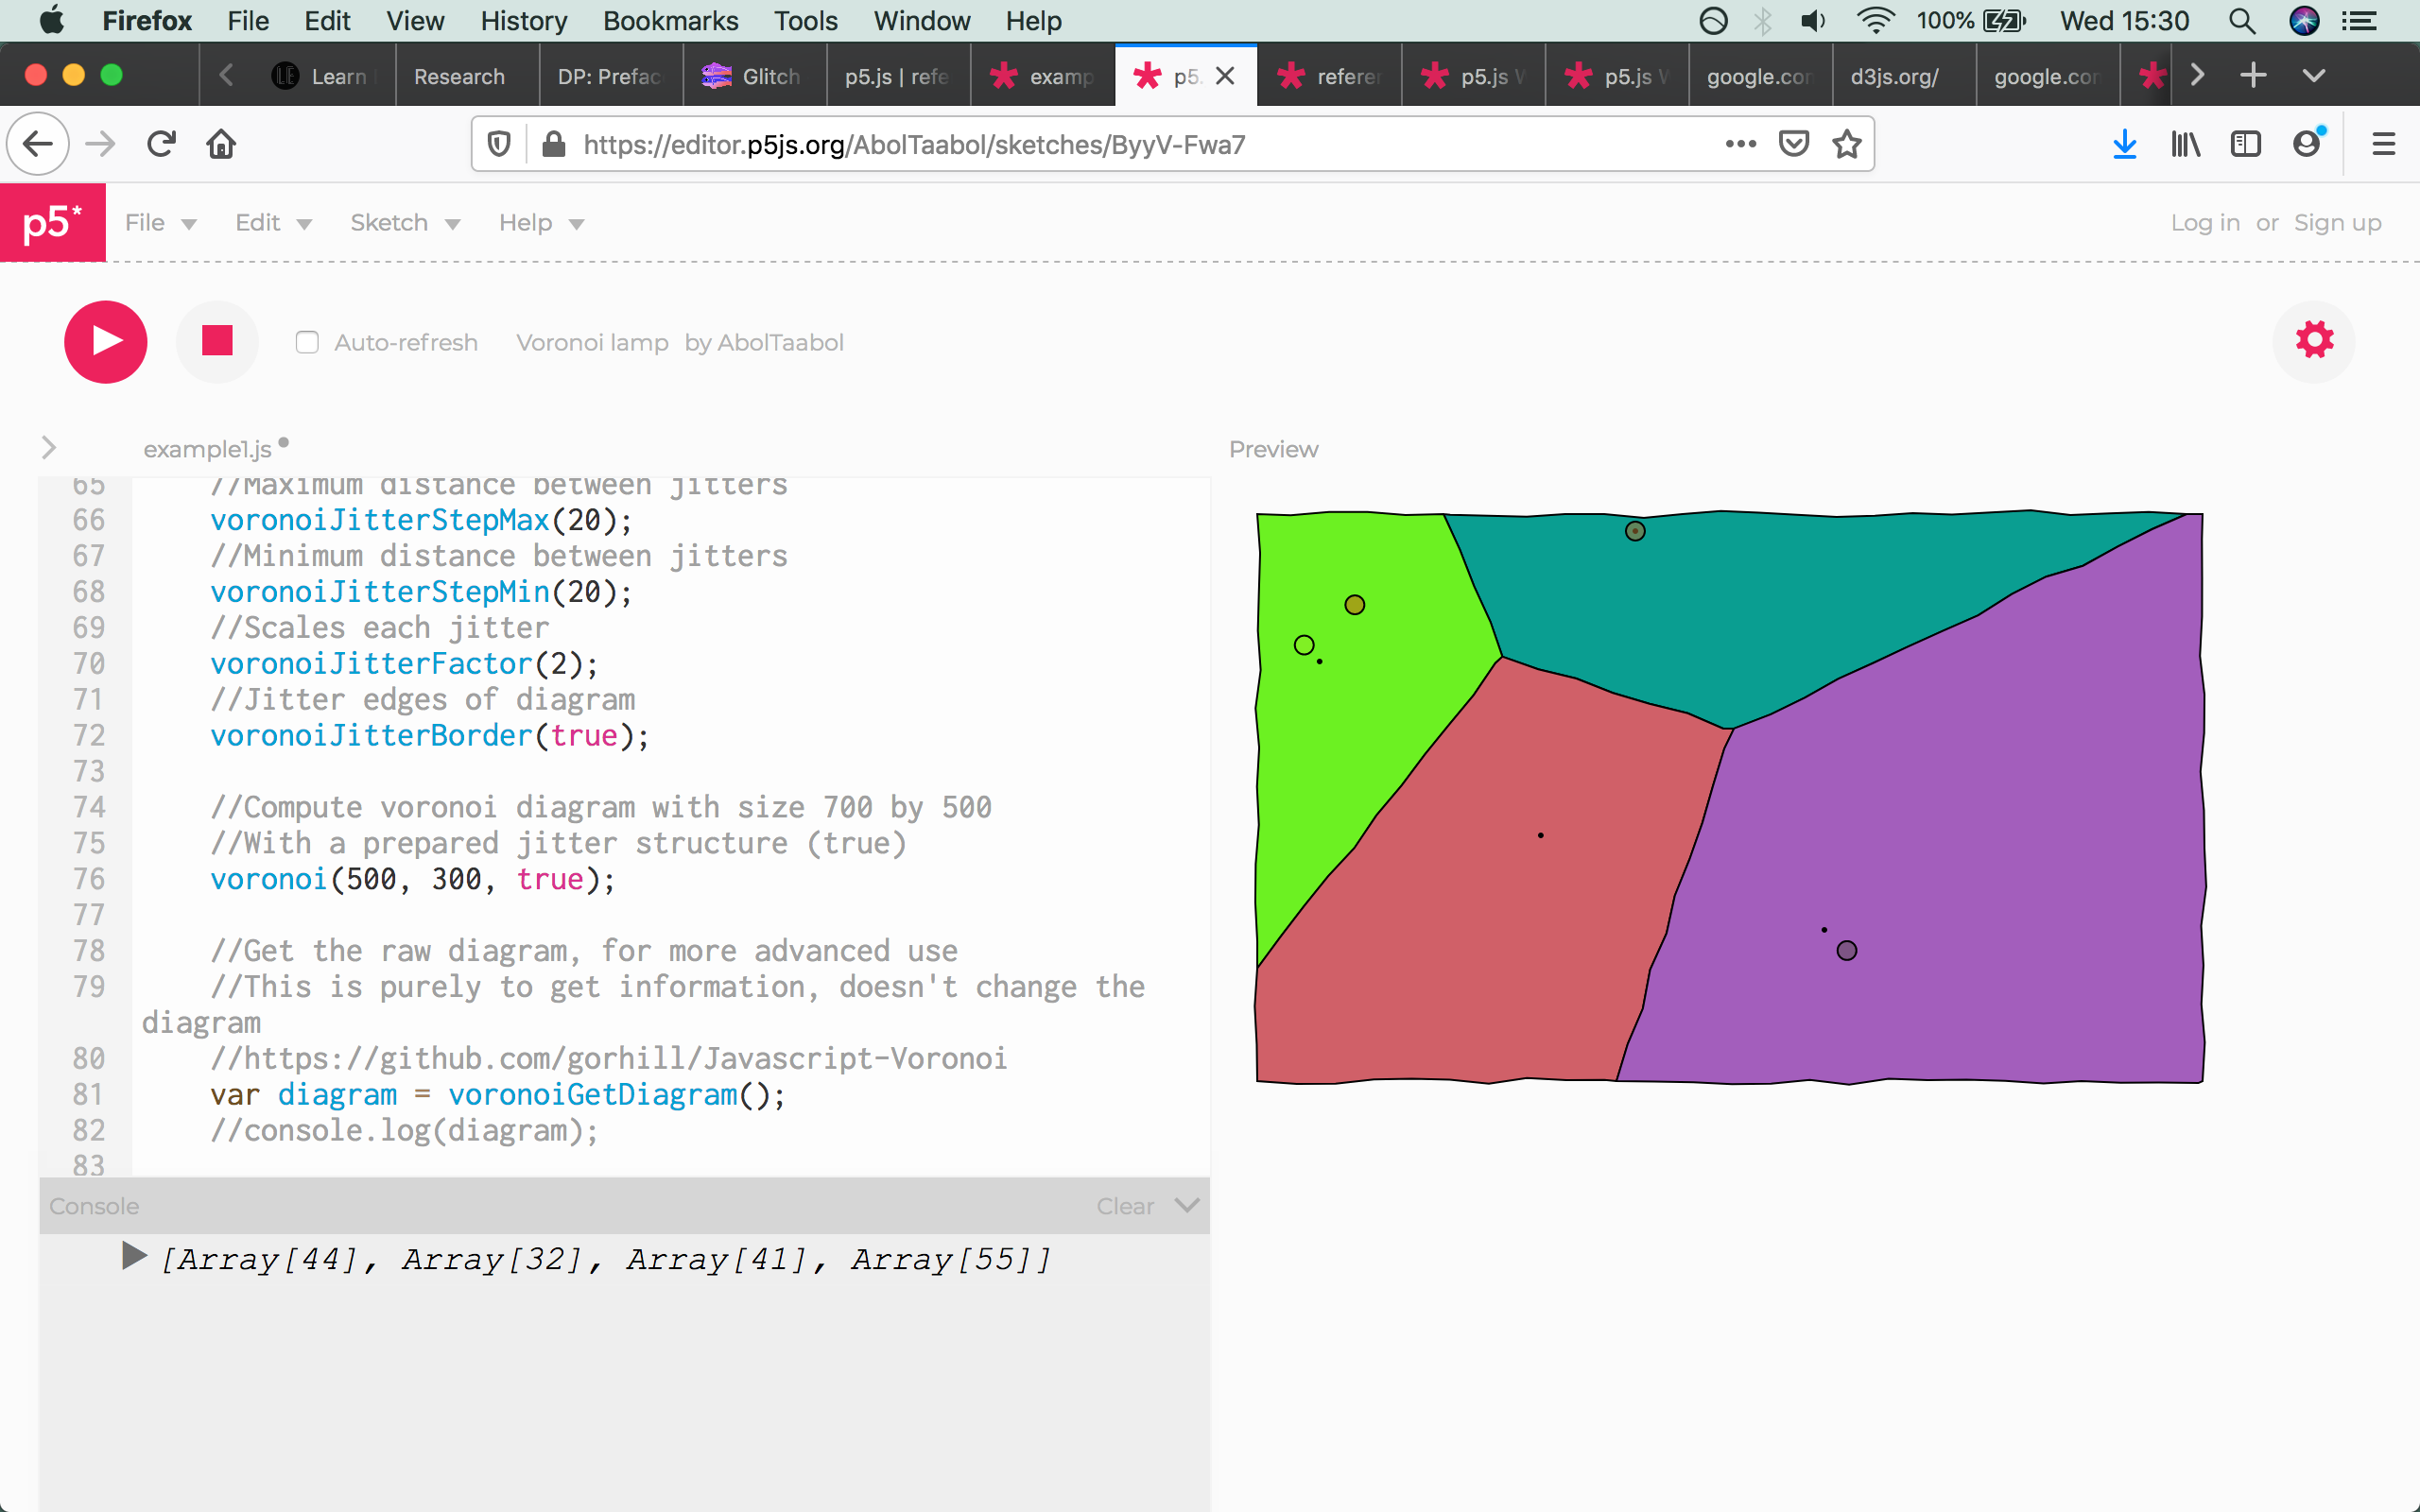 Firefox File Edit View History Bookmarks Tools Window Help 100% Wed 15:30
LE Learn Research DP: Prefac Glitch p5.js | refe examp p5. referer p5.js W p5.js W google.com d3js.org/ google.com
https://editor.p5js.org/AbolTaabol/sketches/ByyV-Fwa7
p5* File Edit Sketch Help Log in or Sign up
Auto-refresh Voronoi lamp by AbolTaabol
example1.js Preview
65 //Maximum distance between jitters
66 voronoiJitterStepMax(20);
67 //Minimum distance between jitters
68 voronoiJitterStepMin(20);
69 //Scales each jitter
70 voronoiJitterFactor(2);
71 //Jitter edges of diagram
72 voronoiJitterBorder(true);
73
74 //Compute voronoi diagram with size 700 by 500
75 //With a prepared jitter structure (true)
76 voronoi(500, 300, true);
77
78 //Get the raw diagram, for more advanced use
79 //This is purely to get information, doesn't change the
diagram
80 //https://github.com/gorhill/Javascript-Voronoi
81 var diagram = voronoiGetDiagram();
82 //console.log(diagram);
83
Console Clear
[Array[44], Array[32], Array[41], Array[55]]